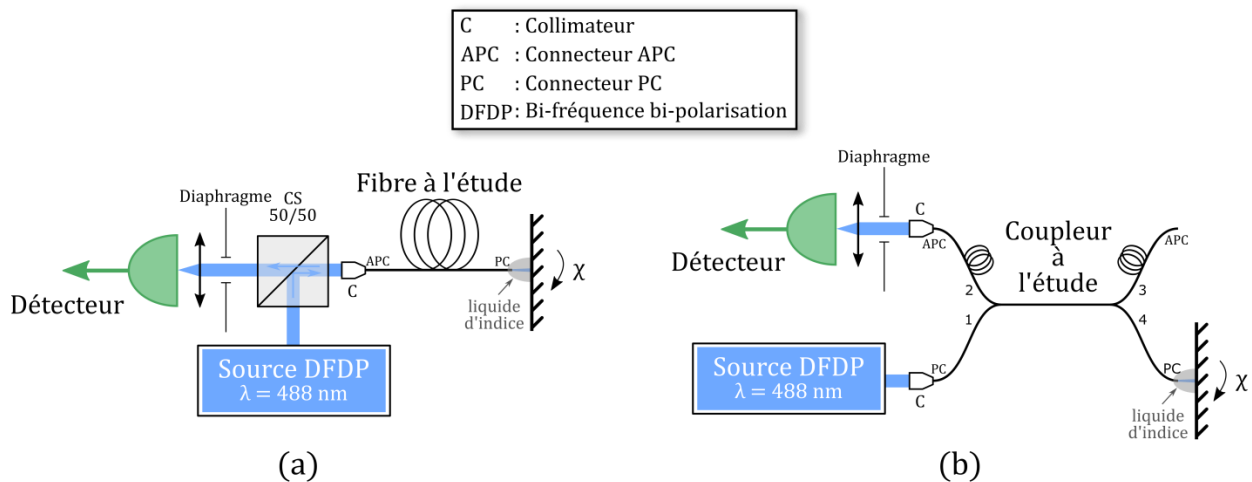 C : Collimateur
APC : Connecteur APC
PC : Connecteur PC
DFDP : Bi-fréquence bi-polarisation
Diaphragme
CS
50/50
Fibre à l'étude
APC
C
PC
χ
liquide
d'indice
Détecteur
Source DFDP
λ = 488 nm
(a)
Diaphragme
C
APC
Coupleur
à
l'étude
APC
Détecteur
2
3
1
4
PC
C
Source DFDP
λ = 488 nm
PC
χ
liquide
d'indice
(b)